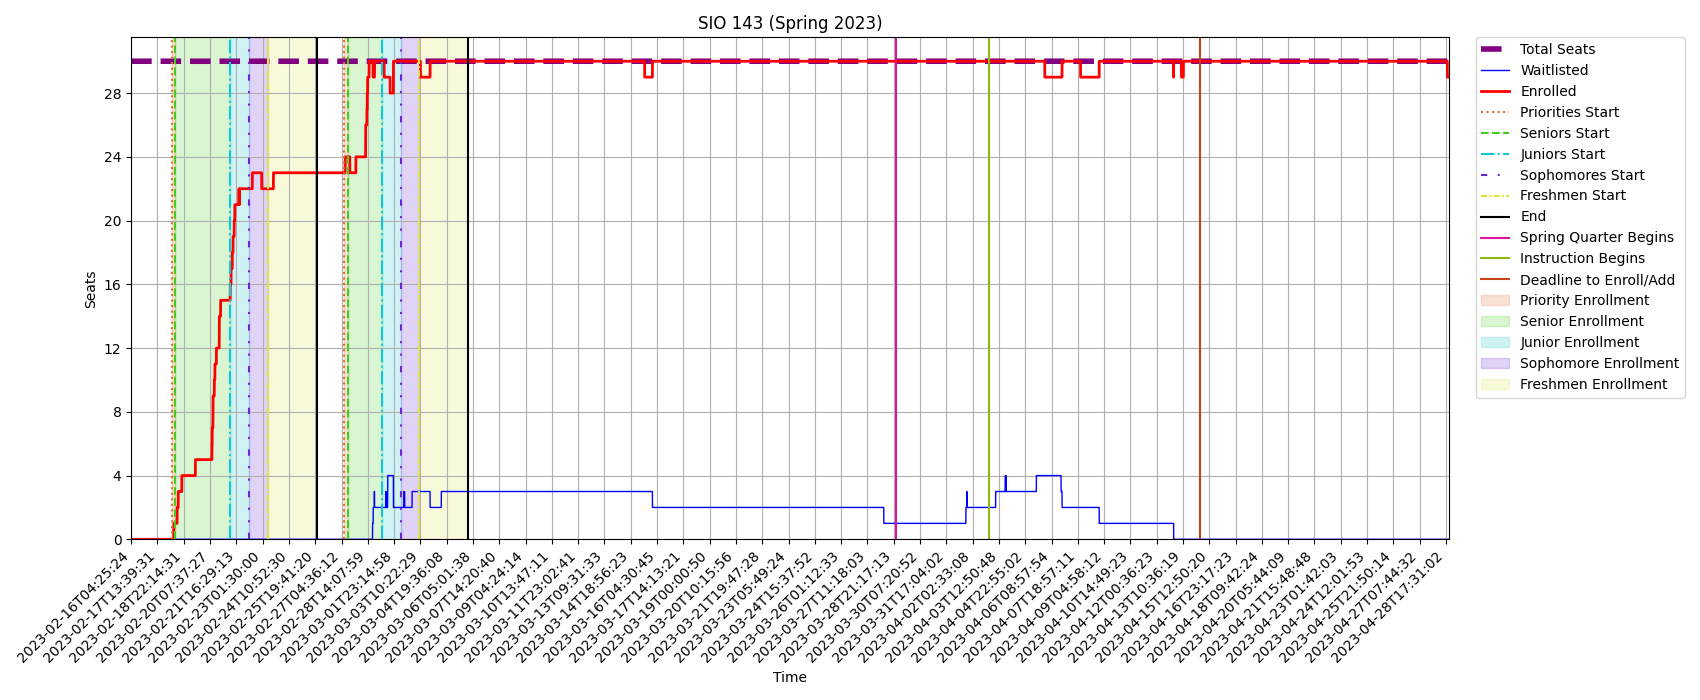 SIO 143 (Spring 2023)
Seats
28
24
20
16
12
8
4
0
2023-02-16T04:25:24
2023-02-17T13:39:31
2023-02-18T22:14:31
2023-02-20T07:37:27
2023-02-21T16:29:13
2023-02-23T01:30:00
2023-02-24T10:52:30
2023-02-25T19:41:20
2023-02-27T04:36:12
2023-02-28T14:07:59
2023-03-01T23:14:58
2023-03-03T10:22:29
2023-03-04T19:36:08
2023-03-06T05:01:38
2023-03-07T14:20:40
2023-03-09T04:24:14
2023-03-10T13:47:11
2023-03-11T23:02:41
2023-03-13T09:31:33
2023-03-14T18:56:23
2023-03-16T04:30:45
2023-03-17T14:13:21
2023-03-19T00:00:50
2023-03-20T10:15:56
2023-03-21T19:47:28
2023-03-23T05:49:24
2023-03-24T15:37:52
2023-03-26T01:12:33
2023-03-27T11:18:03
2023-03-28T21:17:13
2023-03-30T07:20:52
2023-03-31T17:04:02
2023-04-02T02:33:08
2023-04-03T12:50:48
2023-04-04T22:55:02
2023-04-06T08:57:54
2023-04-07T18:57:11
2023-04-09T04:58:12
2023-04-10T14:49:23
2023-04-12T00:36:23
2023-04-13T10:36:19
2023-04-15T12:50:20
2023-04-16T23:17:23
2023-04-18T09:42:24
2023-04-20T05:44:09
2023-04-21T15:48:48
2023-04-23T01:42:03
2023-04-24T12:01:53
2023-04-25T21:50:14
2023-04-27T07:44:32
2023-04-28T17:31:02
Time
Total Seats
Waitlisted
Enrolled
Priorities Start
Seniors Start
Juniors Start
Sophomores Start
Freshmen Start
End
Spring Quarter Begins
Instruction Begins
Deadline to Enroll/Add
Priority Enrollment
Senior Enrollment
Junior Enrollment
Sophomore Enrollment
Freshmen Enrollment